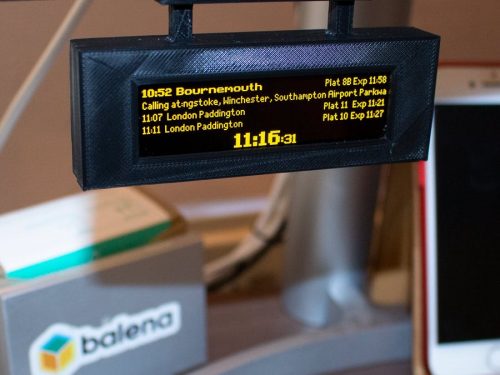 10:52 Bournemouth Plat 8B Exp 11:58
Calling at:ngstoke, Winchester, Southampton Airport Parkwa
11:07 London Paddington Plat 11 Exp 11:21
11:11 London Paddington Plat 10 Exp 11:27
11:16:31
balena